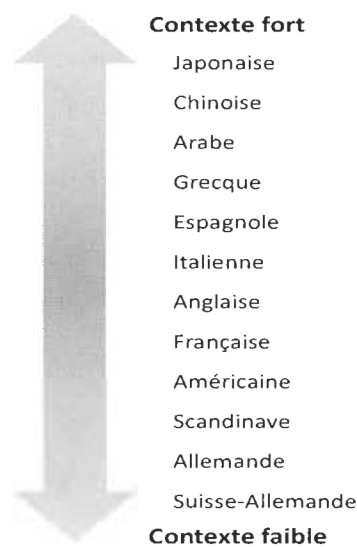 Contexte fort
Japonaise
Chinoise
Arabe
Grecque
Espagnole
Italienne
Anglaise
Française
Américaine
Scandinave
Allemande
Suisse-Allemande
Contexte faible